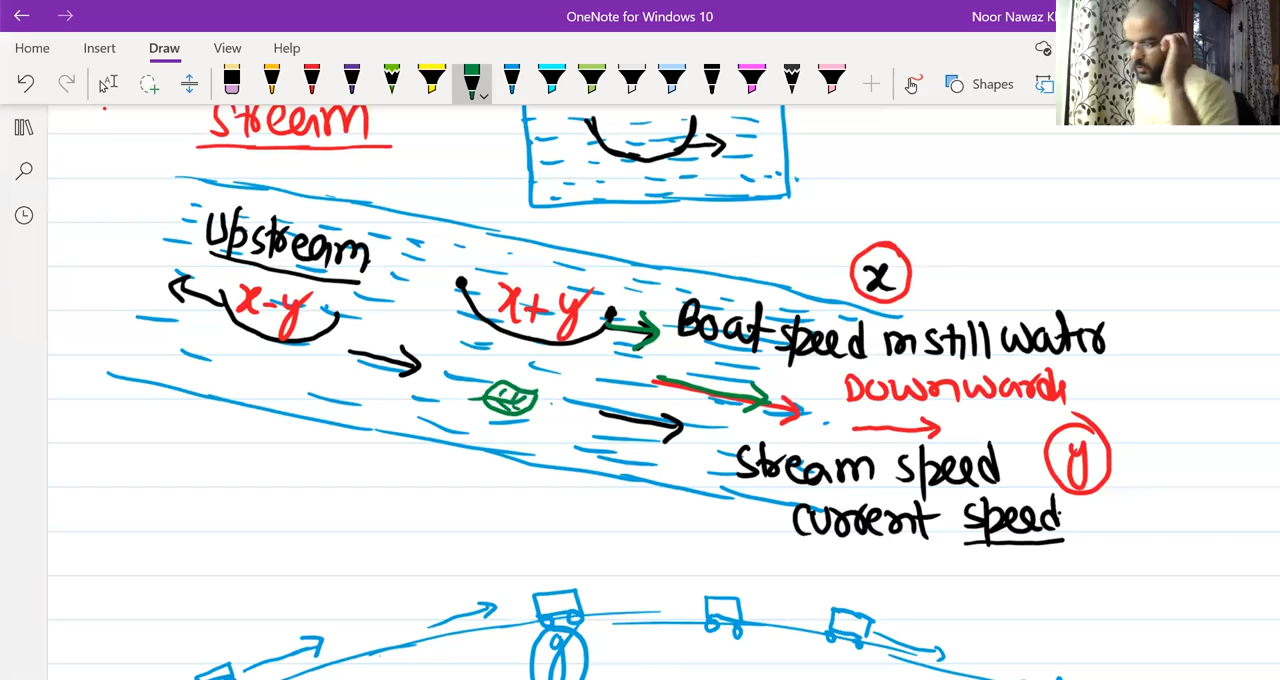 OneNote for Windows 10
Noor Nawaz K
Home Insert Draw View Help
Shapes
Stream
Upstream
x
x-y
x+y
Boat speed in still water
Downwards
Stream speed
y
current speed
y